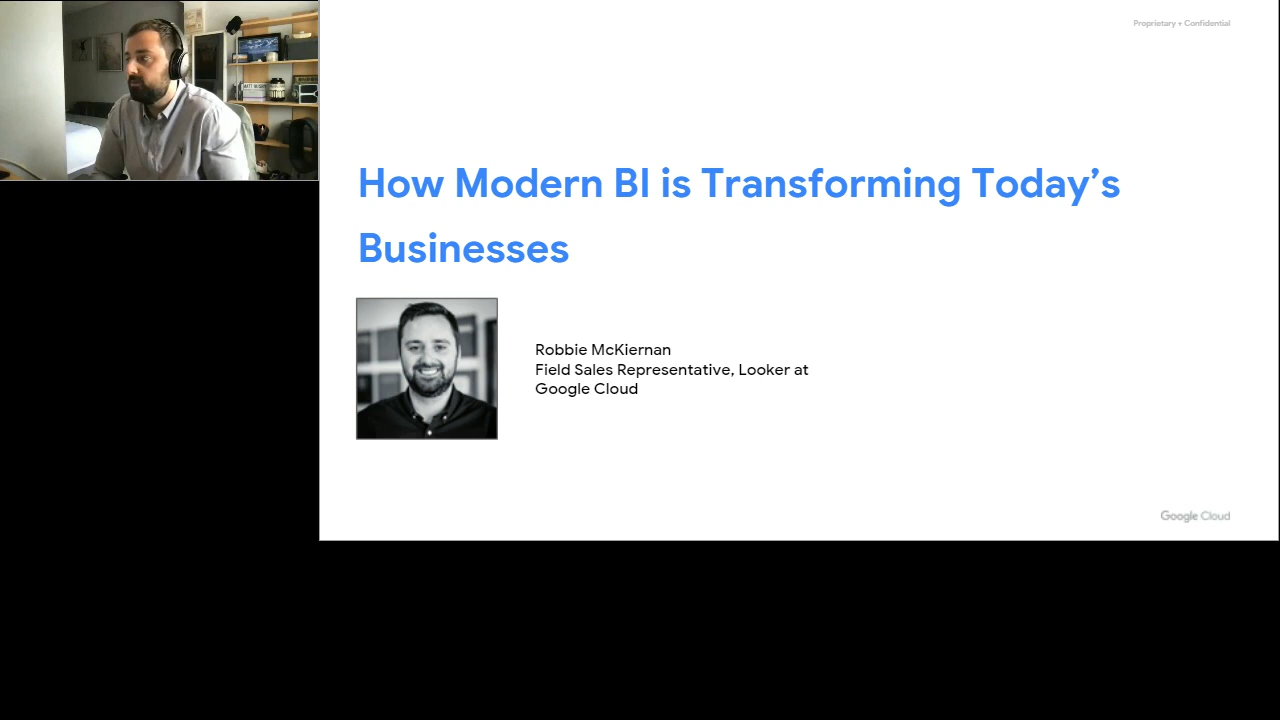 Proprietary + Confidential
How Modern BI is Transforming Today's
Businesses
Robbie McKiernan
Field Sales Representative, Looker at
Google Cloud
Google Cloud